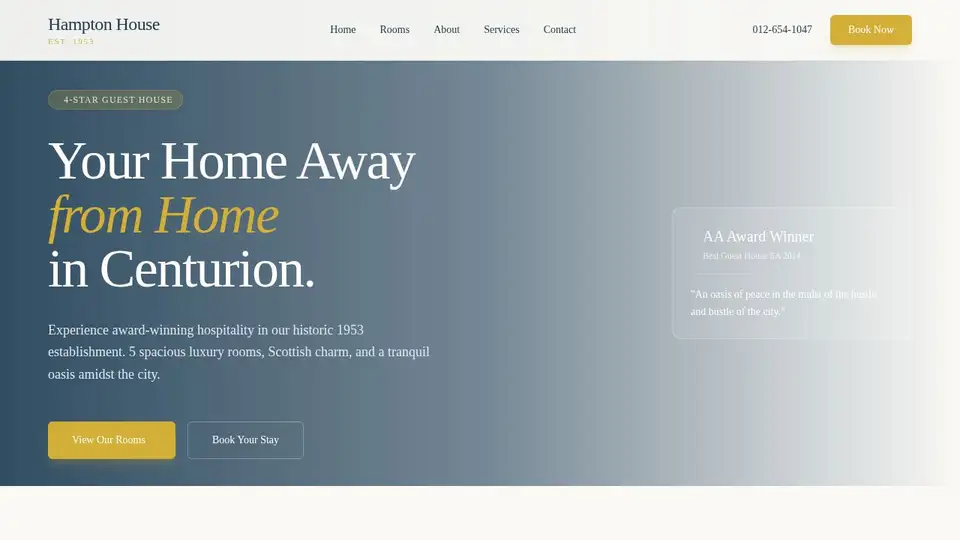 Hampton House
EST. 1953
Home Rooms About Services Contact
012-654-1047
Book Now
4-STAR GUEST HOUSE
Your Home Away
from Home
in Centurion.
Experience award-winning hospitality in our historic 1953
establishment. 5 spacious luxury rooms, Scottish charm, and a tranquil
oasis amidst the city.
View Our Rooms
Book Your Stay
AA Award Winner
Best Guest House SA 2014
"An oasis of peace in the midst of the hustle
and bustle of the city."